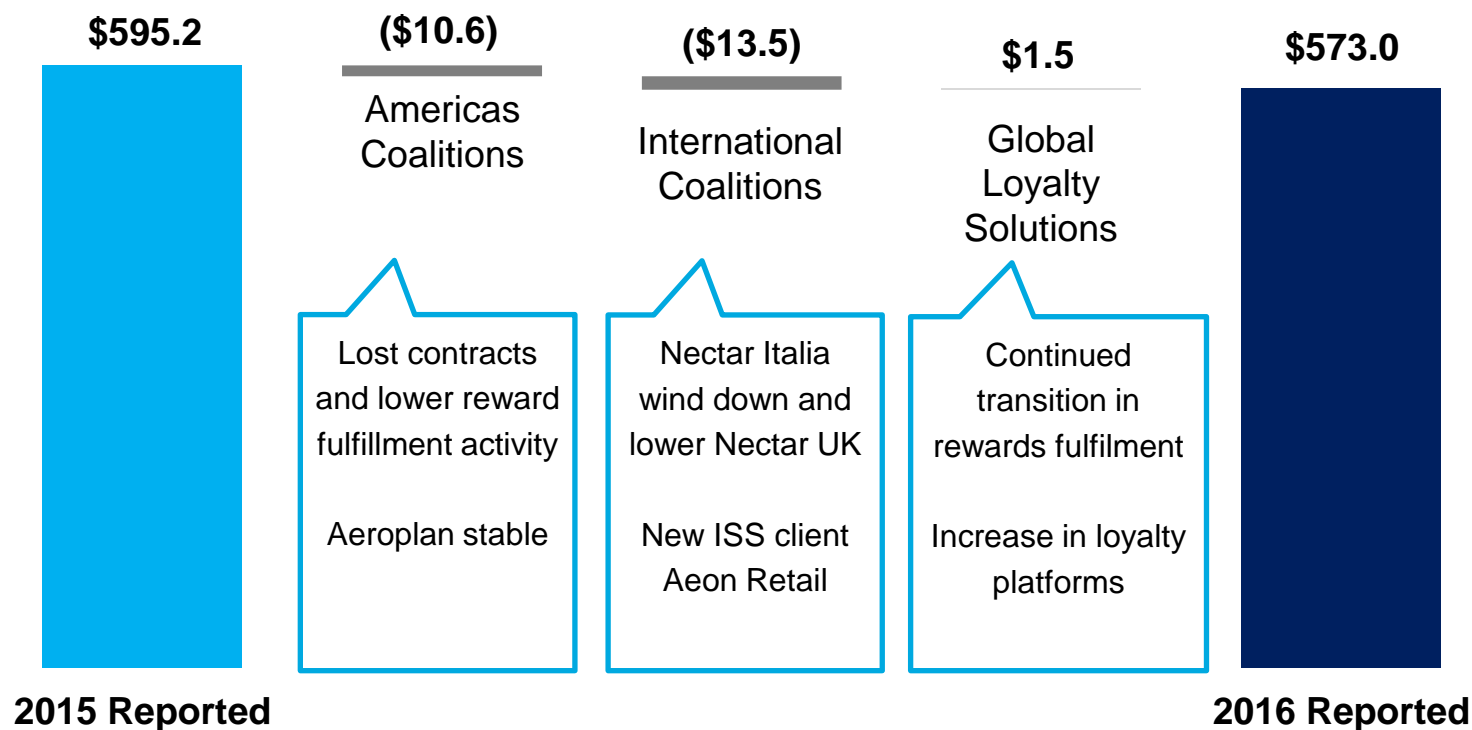 $595.2
($10.6)
($13.5)
$1.5
$573.0
Americas
Coalitions
International
Coalitions
Global
Loyalty
Solutions
Lost contracts
and lower reward
fulfillment activity
Aeroplan stable
Nectar Italia
wind down and
lower Nectar UK
New ISS client
Aeon Retail
Continued
transition in
rewards fulfilment
Increase in loyalty
platforms
2015 Reported
2016 Reported